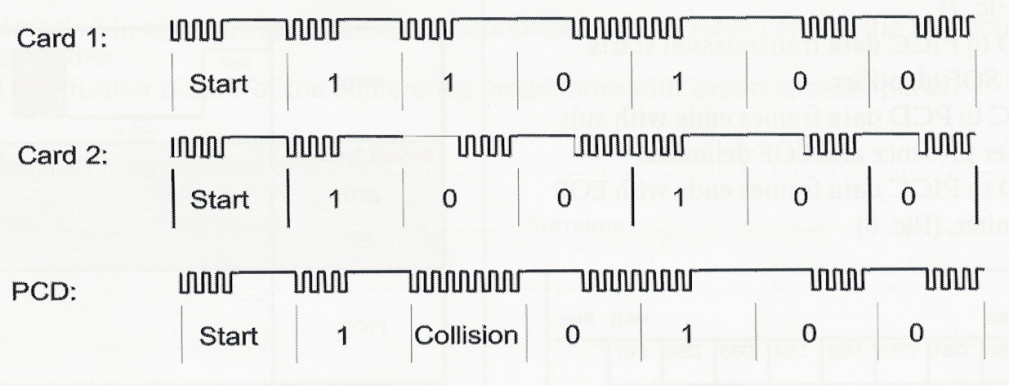 Card 1:
Start 1 1 0 1 0 0
Card 2:
Start 1 0 0 1 0 0
PCD:
Start 1 Collision 0 1 0 0